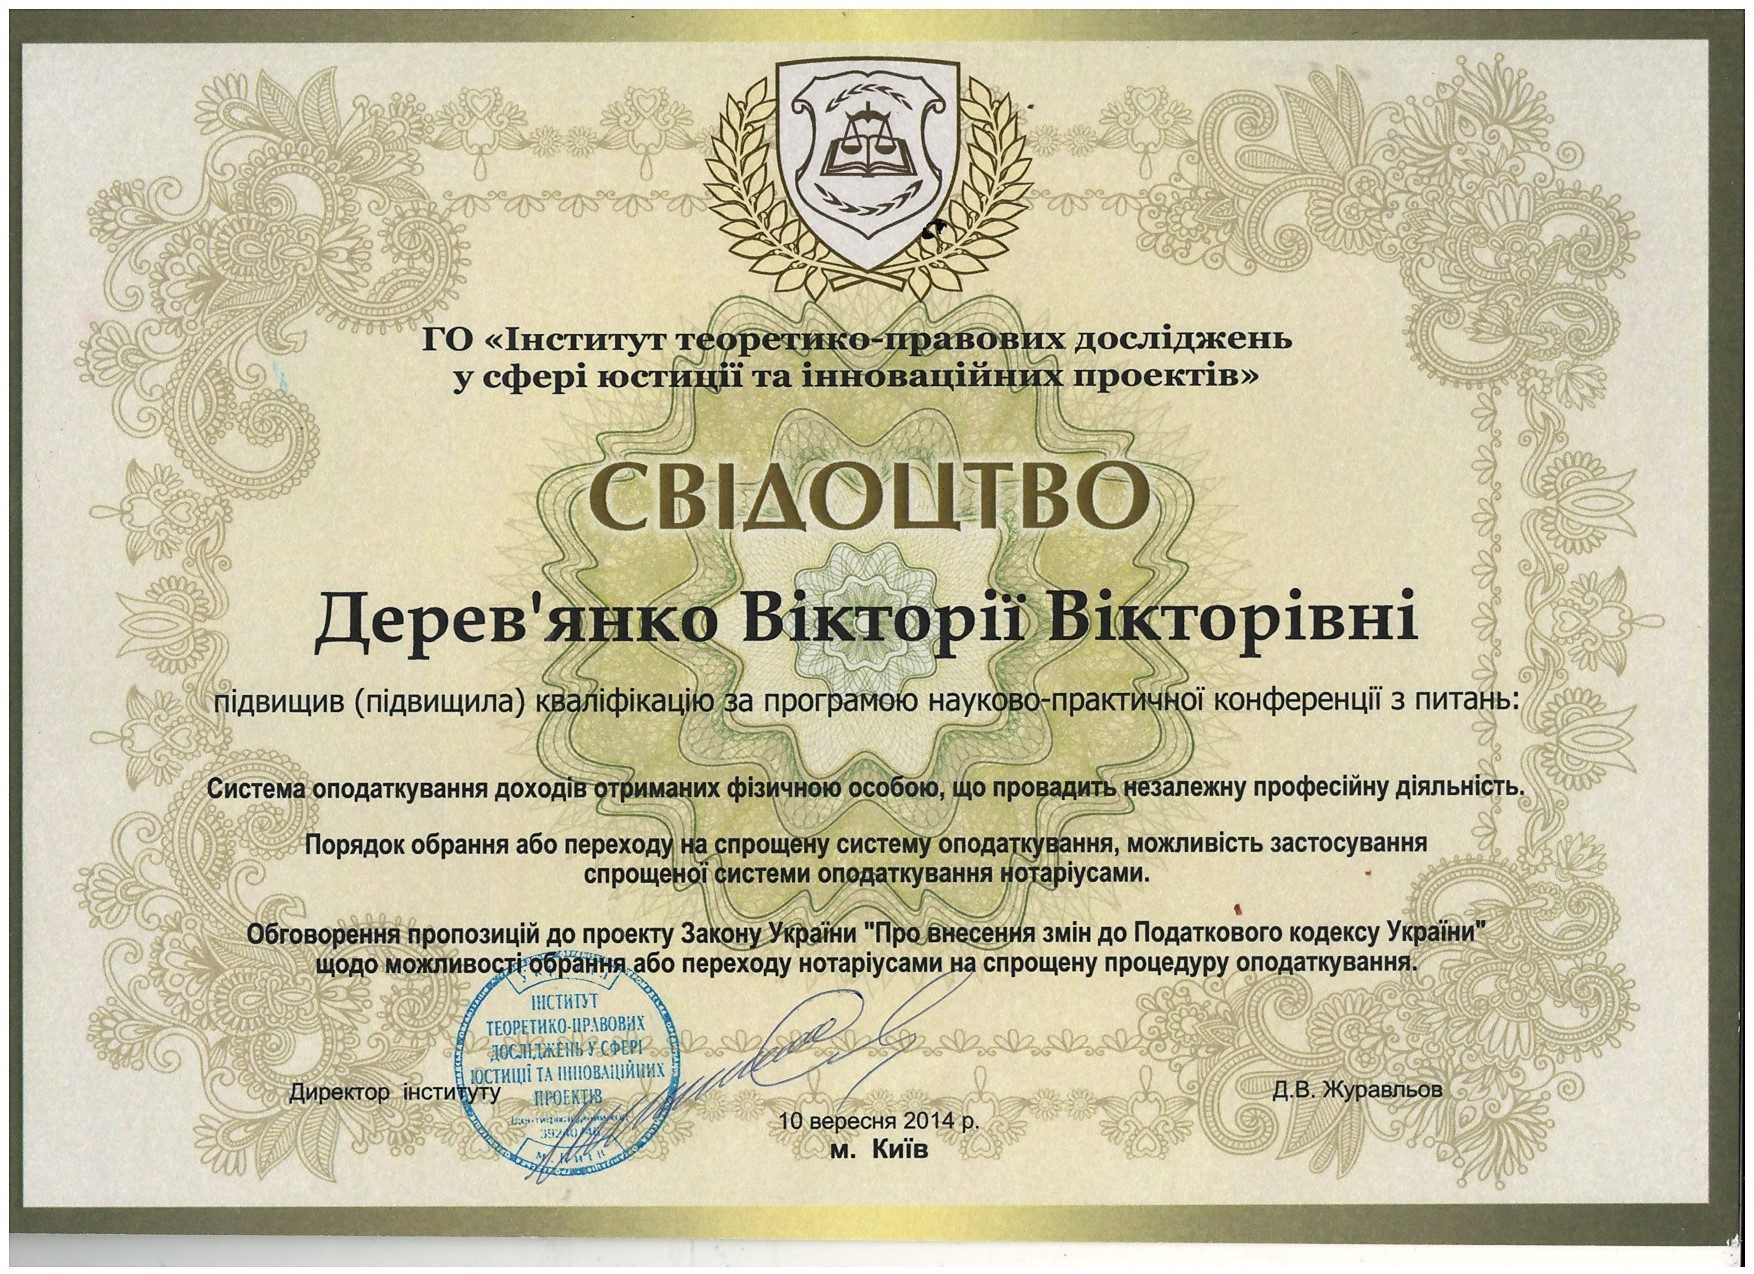 ГО «Інститут теоретико-правових досліджень
у сфері юстиції та інноваційних проектів»
СВІДОЦТВО
Дерев'янко Вікторії Вікторівні
підвищив (підвищила) кваліфікацію за програмою науково-практичної конференції з питань:
Система оподаткування доходів отриманих фізичною особою, що провадить незалежну професійну діяльність.
Порядок обрання або переходу на спрощену систему оподаткування, можливість застосування
спрощеної системи оподаткування нотаріусами.
Обговорення пропозицій до проекту Закону України "Про внесення змін до Податкового кодексу України"
щодо можливості обрання або переходу нотаріусами на спрощену процедуру оподаткування.
ІНСТИТУТ
ТЕОРЕТИКО-ПРАВОВИХ
ДОСЛІДЖЕНЬ У СФЕРІ
ЮСТИЦІЇ ТА ІННОВАЦІЙНИХ
ПРОЕКТІВ
м. Київ
Директор інституту
Д.В. Журавльов
10 вересня 2014 р.
м. Київ